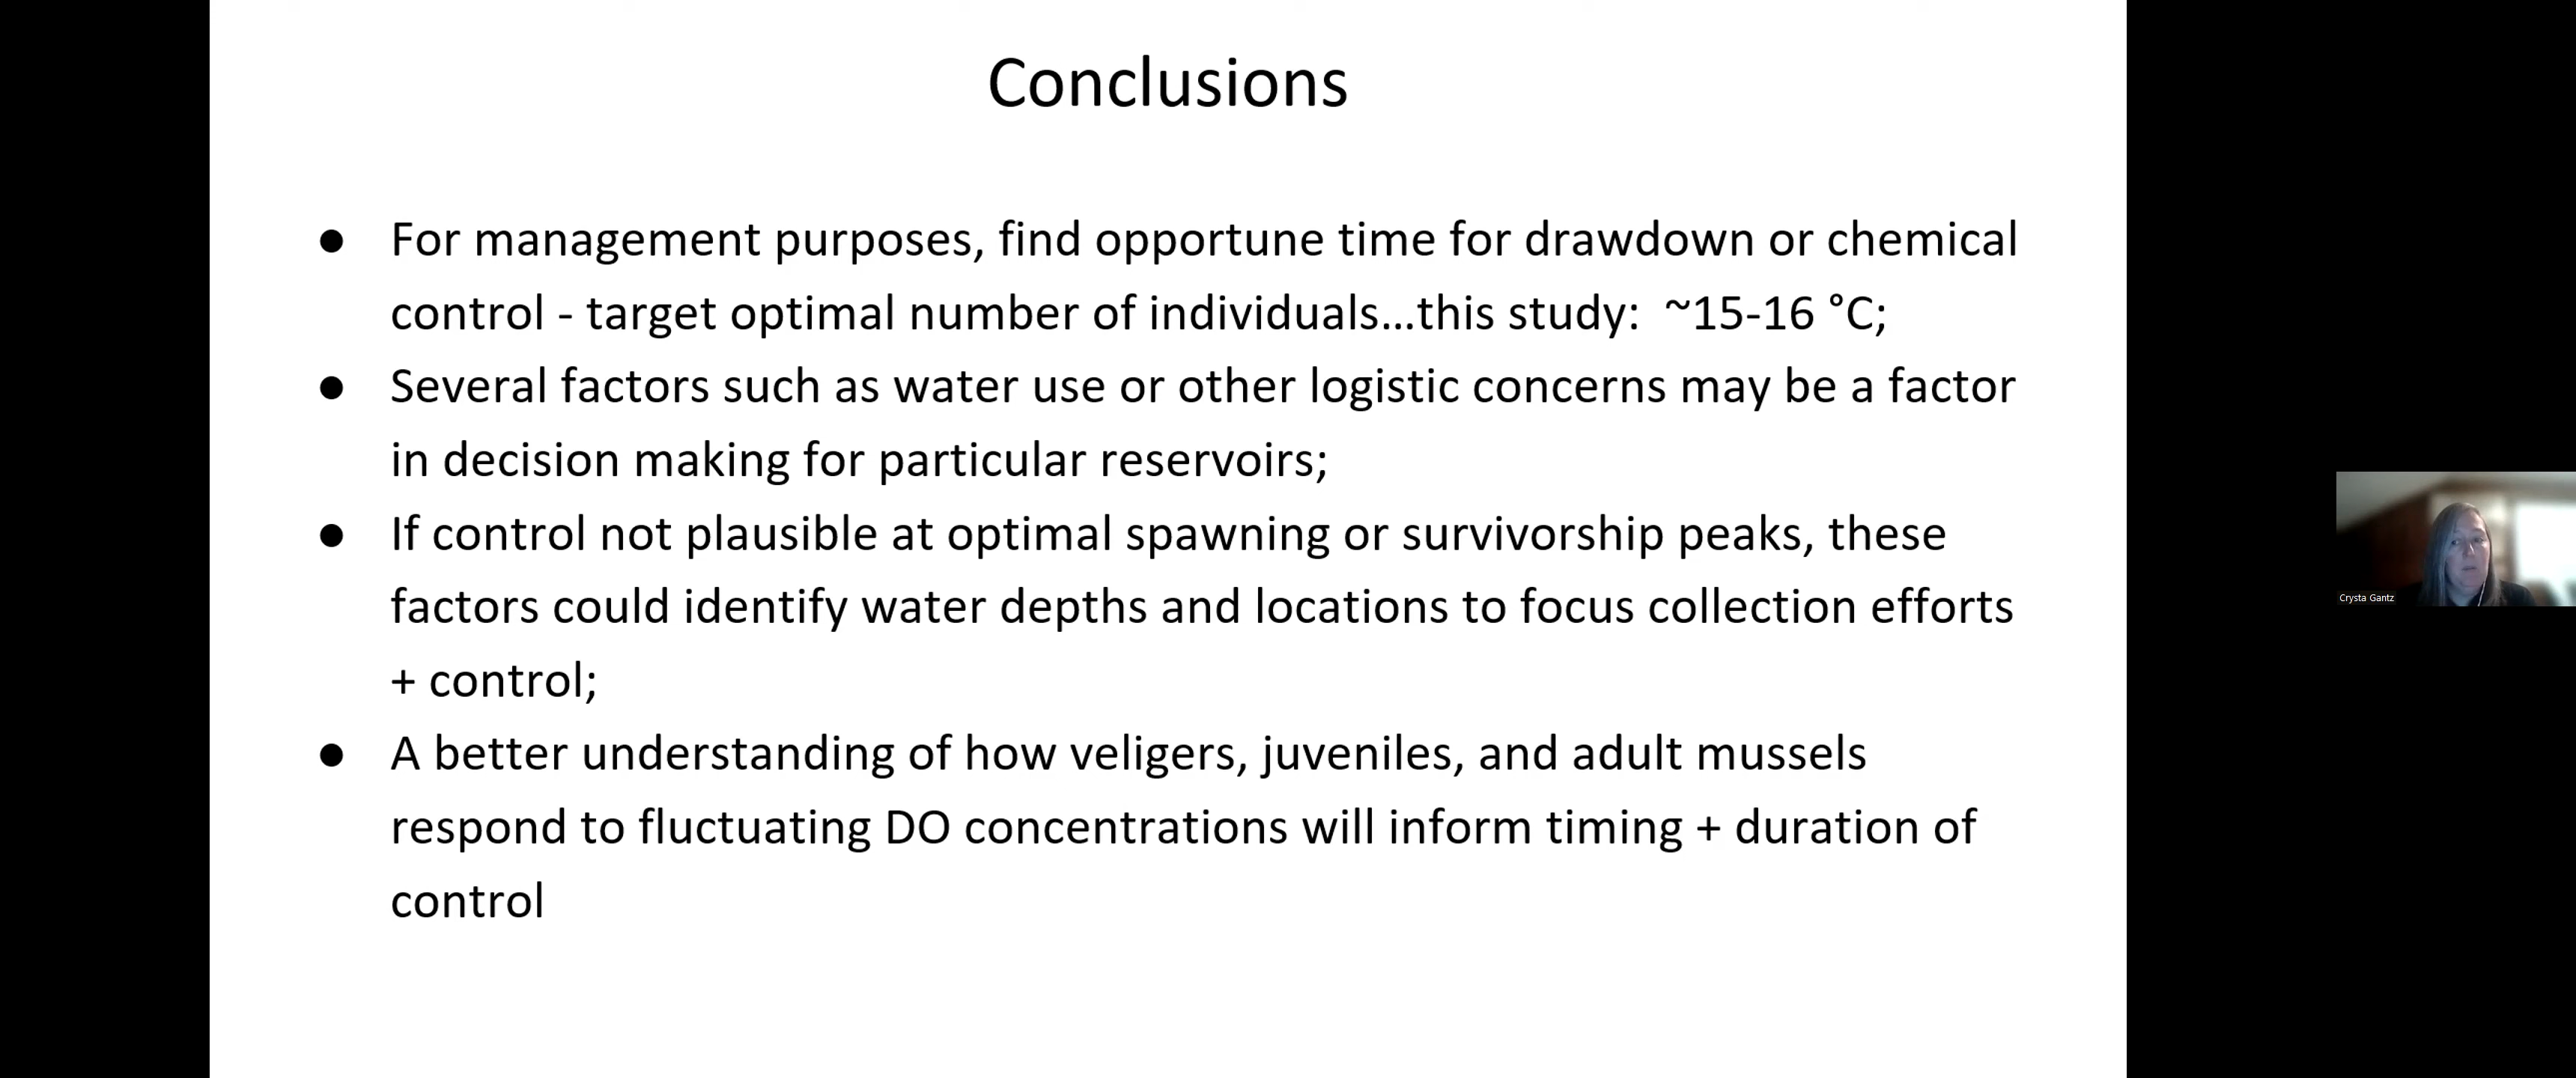 Conclusions
● For management purposes, find opportune time for drawdown or chemical
control - target optimal number of individuals...this study:  ~15-16 °C;
● Several factors such as water use or other logistic concerns may be a factor
in decision making for particular reservoirs;
● If control not plausible at optimal spawning or survivorship peaks, these
factors could identify water depths and locations to focus collection efforts
+ control;
● A better understanding of how veligers, juveniles, and adult mussels
respond to fluctuating DO concentrations will inform timing + duration of
control
Crysta Gantz